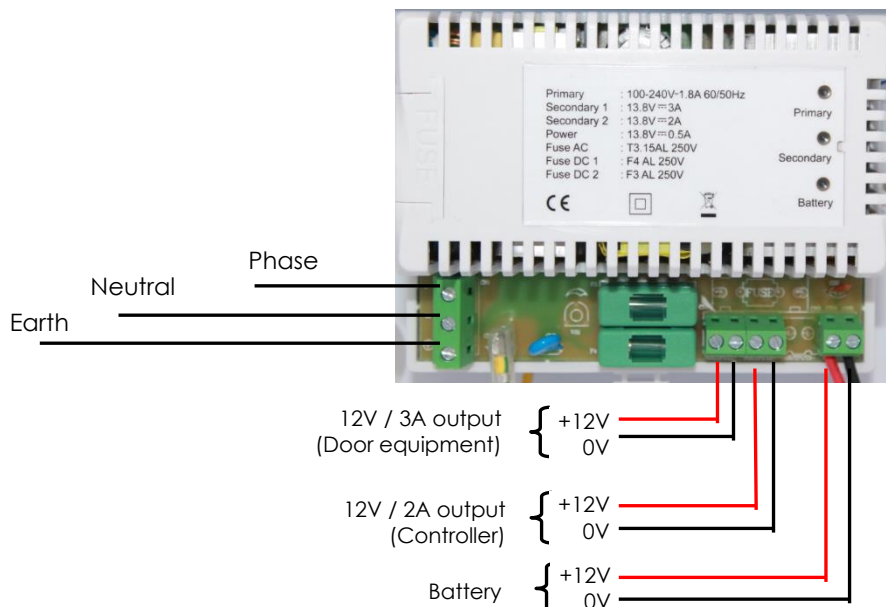 Primary : 100-240V~1.8A 60/50Hz
Secondary 1 : 13.8V⎓3A
Secondary 2 : 13.8V⎓2A
Power : 13.8V⎓0.5A
Fuse AC : T3.15AL 250V
Fuse DC 1 : F4 AL 250V
Fuse DC 2 : F3 AL 250V
CE
Primary
Secondary
Battery
FUSE
FUSE
Phase
Neutral
Earth
12V / 3A output
(Door equipment)
+12V
0V
12V / 2A output
(Controller)
+12V
0V
Battery
+12V
0V